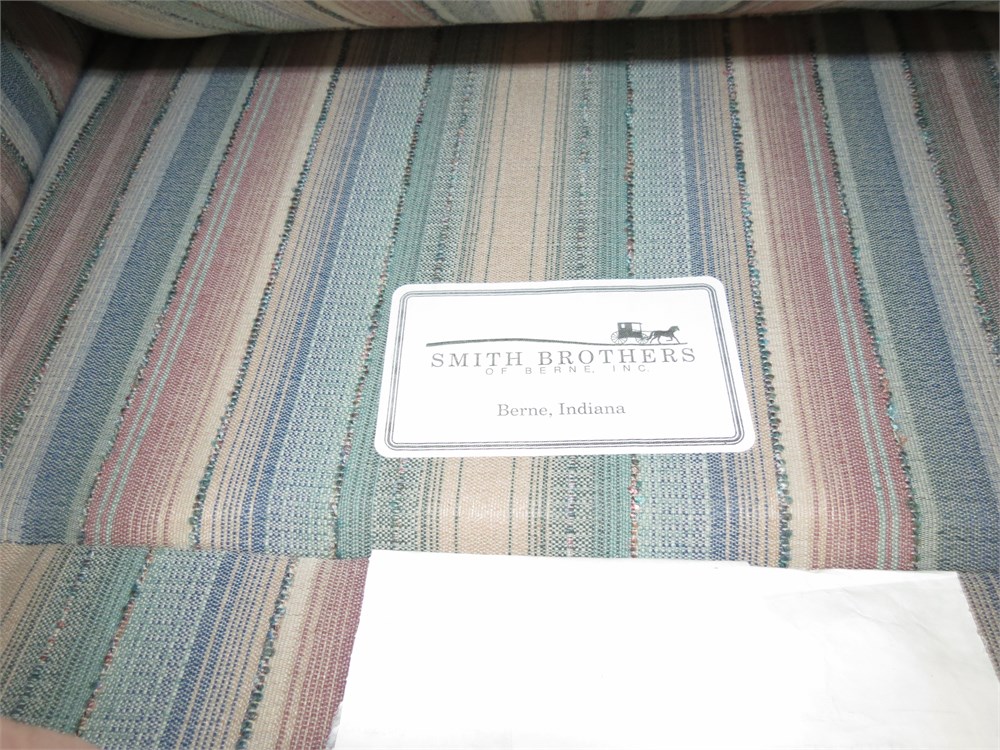 SMITH BROTHERS
OF BERNE, INC.
Berne, Indiana